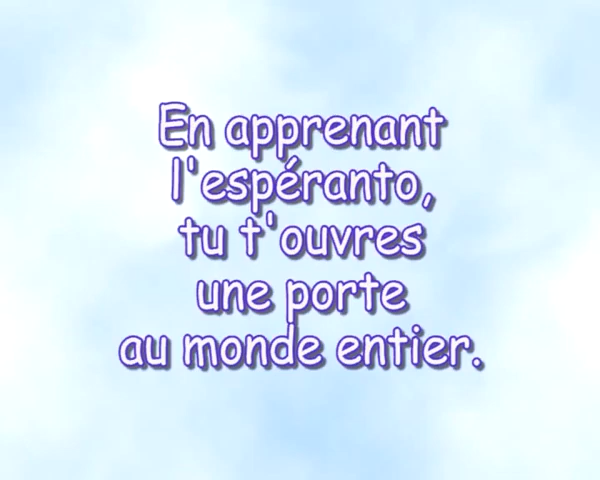 En apprenant
l'espéranto,
tu t'ouvres
une porte
au monde entier.